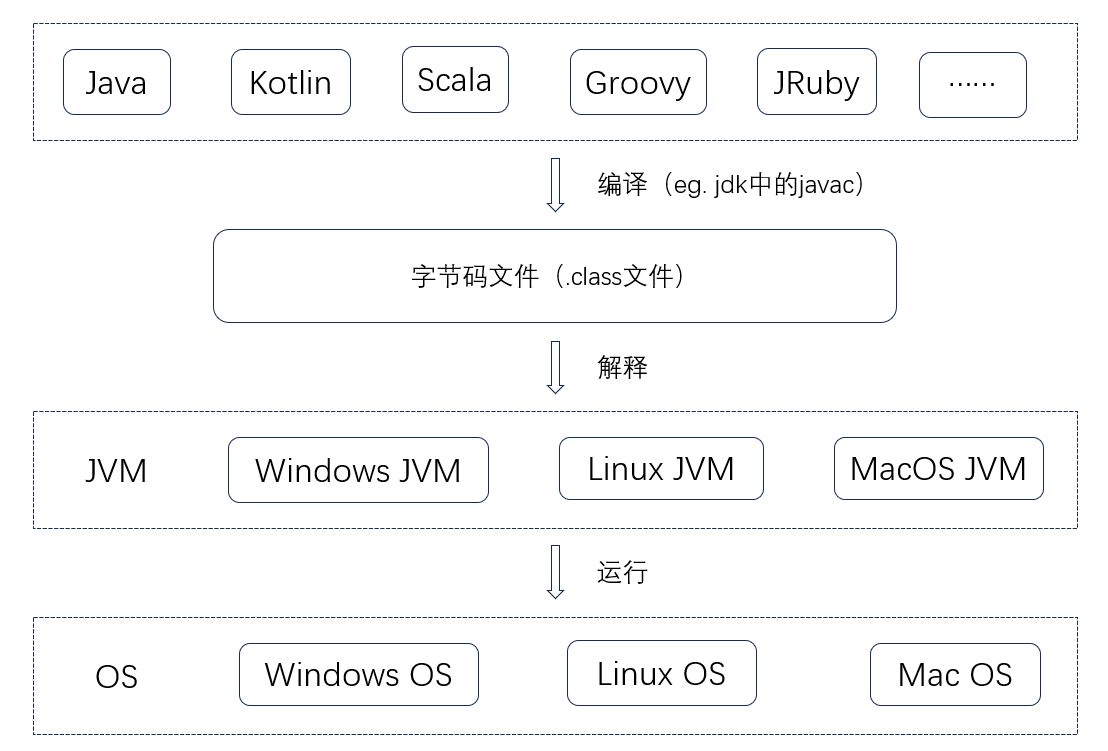 Java Kotlin Scala Groovy JRuby ······
编译（eg. jdk中的javac）
字节码文件（.class文件）
解释
JVM Windows JVM Linux JVM MacOS JVM
运行
OS Windows OS Linux OS Mac OS